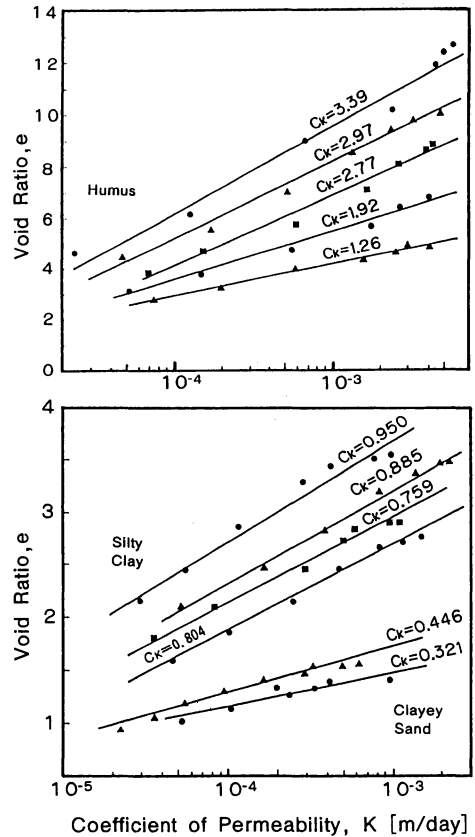 14
12
10
8
6
4
2
0
Void Ratio, e
Humus
Ck=3.39
Ck=2.97
Ck=2.77
Ck=1.92
Ck=1.26
10-4
10-3
4
3
2
1
e
Void Ratio, e
Silty
Clay
Ck=0.950
Ck=0.885
Ck=0.759
Ck=0.804
Ck=0.446
Ck=0.321
Clayey
Sand
10-5
10-4
10-3
Coefficient of Permeability, K [m/day]